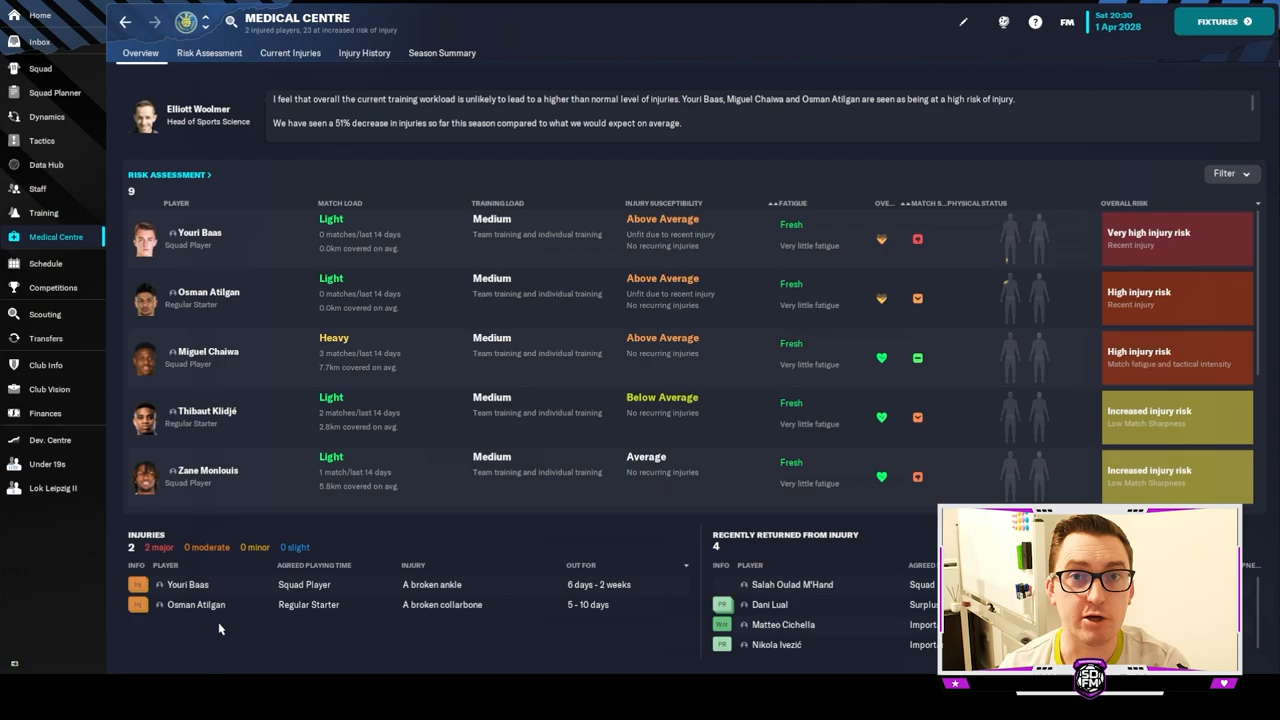 Home
Inbox
Squad
Squad Planner
Dynamics
Tactics
Data Hub
Staff
Training
Medical Centre
Schedule
Competitions
Scouting
Transfers
Club Info
Club Vision
Finances
Dev. Centre
Under 19s
Lok Leipzig II
MEDICAL CENTRE
2 injured players, 23 at increased risk of injury
FM
Sat 20:30
1 Apr 2028
FIXTURES
Overview
Risk Assessment
Current Injuries
Injury History
Season Summary
Elliott Woolmer
Head of Sports Science
I feel that overall the current training workload is unlikely to lead to a higher than normal level of injuries. Youri Baas, Miguel Chaiwa and Osman Atilgan are seen as being at a high risk of injury.
We have seen a 51% decrease in injuries so far this season compared to what we would expect on average.
RISK ASSESSMENT >
9
Filter
PLAYER MATCH LOAD TRAINING LOAD INJURY SUSCEPTIBILITY FATIGUE OVE... MATCH S... PHYSICAL STATUS OVERALL RISK
Youri Baas
Squad Player
Light
0 matches/last 14 days
0.0km covered on avg.
Medium
Team training and individual training
Above Average
Unfit due to recent injury
No recurring injuries
Fresh
Very little fatigue
Very high injury risk
Recent injury
Osman Atilgan
Regular Starter
Light
0 matches/last 14 days
0.0km covered on avg.
Medium
Team training and individual training
Above Average
Unfit due to recent injury
No recurring injuries
Fresh
Very little fatigue
High injury risk
Recent injury
Miguel Chaiwa
Squad Player
Heavy
3 matches/last 14 days
7.7km covered on avg.
Medium
Team training and individual training
Above Average
No recurring injuries
Fresh
Very little fatigue
High injury risk
Match fatigue and tactical intensity
Thibaut Klidjé
Regular Starter
Light
2 matches/last 14 days
2.8km covered on avg.
Medium
Team training and individual training
Below Average
No recurring injuries
Fresh
Very little fatigue
Increased injury risk
Low Match Sharpness
Zane Monlouis
Squad Player
Light
1 match/last 14 days
5.8km covered on avg.
Medium
Team training and individual training
Average
No recurring injuries
Fresh
Very little fatigue
Increased injury risk
Low Match Sharpness
INJURIES
2 2 major 0 moderate 0 minor 0 slight
INFO PLAYER AGREED PLAYING TIME INJURY OUT FOR
Inj Youri Baas Squad Player A broken ankle 6 days - 2 weeks
Inj Osman Atilgan Regular Starter A broken collarbone 5 - 10 days
RECENTLY RETURNED FROM INJURY
4
INFO PLAYER AGREED
PNE...
Salah Oulad M'Hand Squad
PR Dani Lual Surplus
Wnt Matteo Cichella Import
PR Nikola Ivezić Import
SDFM